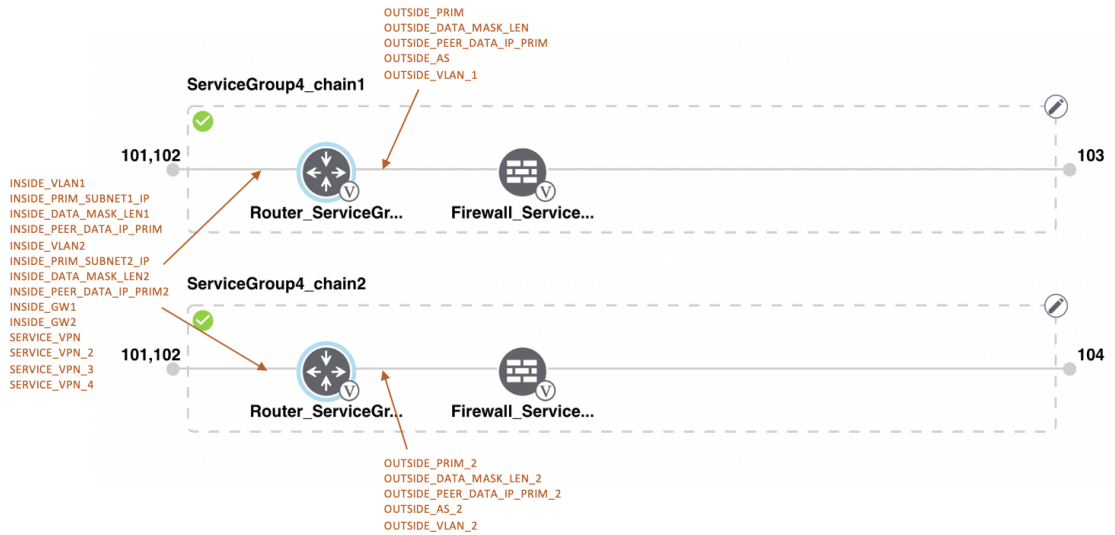 OUTSIDE_PRIM
OUTSIDE_DATA_MASK_LEN
OUTSIDE_PEER_DATA_IP_PRIM
OUTSIDE_AS
OUTSIDE_VLAN_1
ServiceGroup4_chain1
101,102
103
V
V
Router_ServiceGr...
Firewall_Service...
INSIDE_VLAN1
INSIDE_PRIM_SUBNET1_IP
INSIDE_DATA_MASK_LEN1
INSIDE_PEER_DATA_IP_PRIM
INSIDE_VLAN2
INSIDE_PRIM_SUBNET2_IP
INSIDE_DATA_MASK_LEN2
INSIDE_PEER_DATA_IP_PRIM2
INSIDE_GW1
INSIDE_GW2
SERVICE_VPN
SERVICE_VPN_2
SERVICE_VPN_3
SERVICE_VPN_4
ServiceGroup4_chain2
101,102
104
V
V
Router_ServiceGr...
Firewall_Service...
OUTSIDE_PRIM_2
OUTSIDE_DATA_MASK_LEN_2
OUTSIDE_PEER_DATA_IP_PRIM_2
OUTSIDE_AS_2
OUTSIDE_VLAN_2